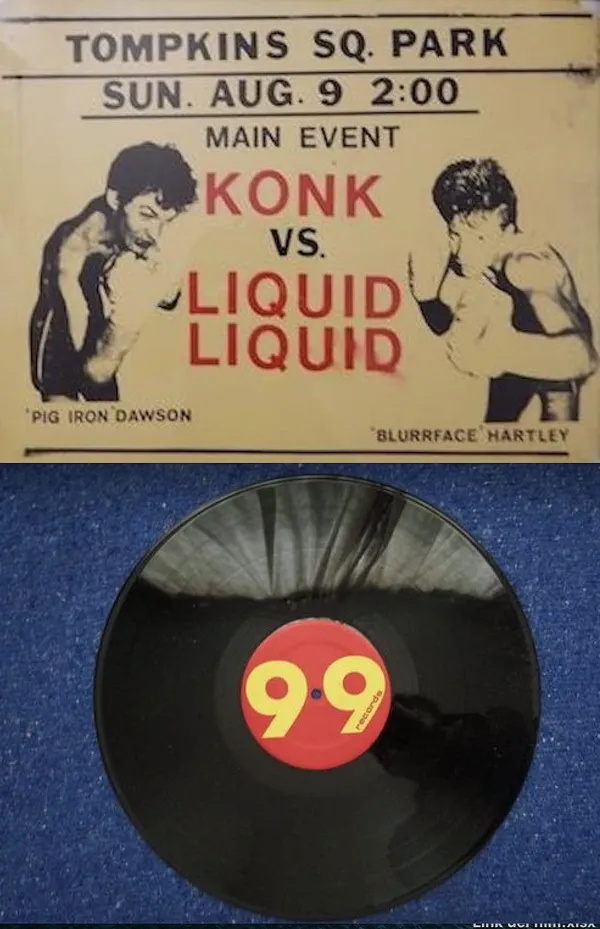 TOMPKINS SQ. PARK
SUN. AUG. 9 2:00
MAIN EVENT
KONK
VS.
LIQUID
LIQUID
'PIG IRON' DAWSON
'BLURRFACE' HARTLEY
99
records